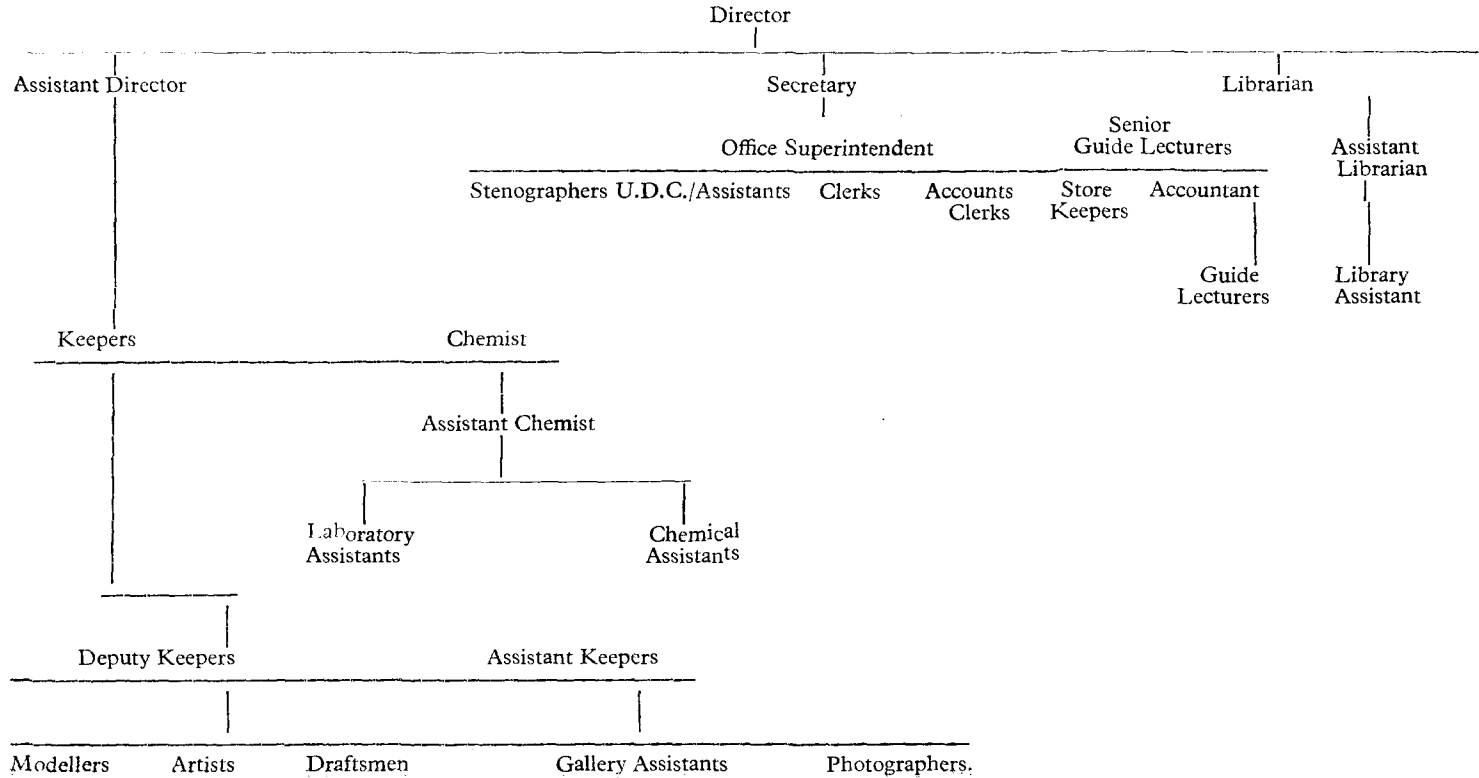 Director
Assistant Director Secretary Librarian
Senior
Office Superintendent Guide Lecturers Assistant
Librarian
Stenographers U.D.C./Assistants Clerks Accounts Store Accountant
Clerks Keepers
Guide Library
Lecturers Assistant
Keepers Chemist
Assistant Chemist
Laboratory Chemical
Assistants Assistants
Deputy Keepers Assistant Keepers
Modellers Artists Draftsmen Gallery Assistants Photographers.